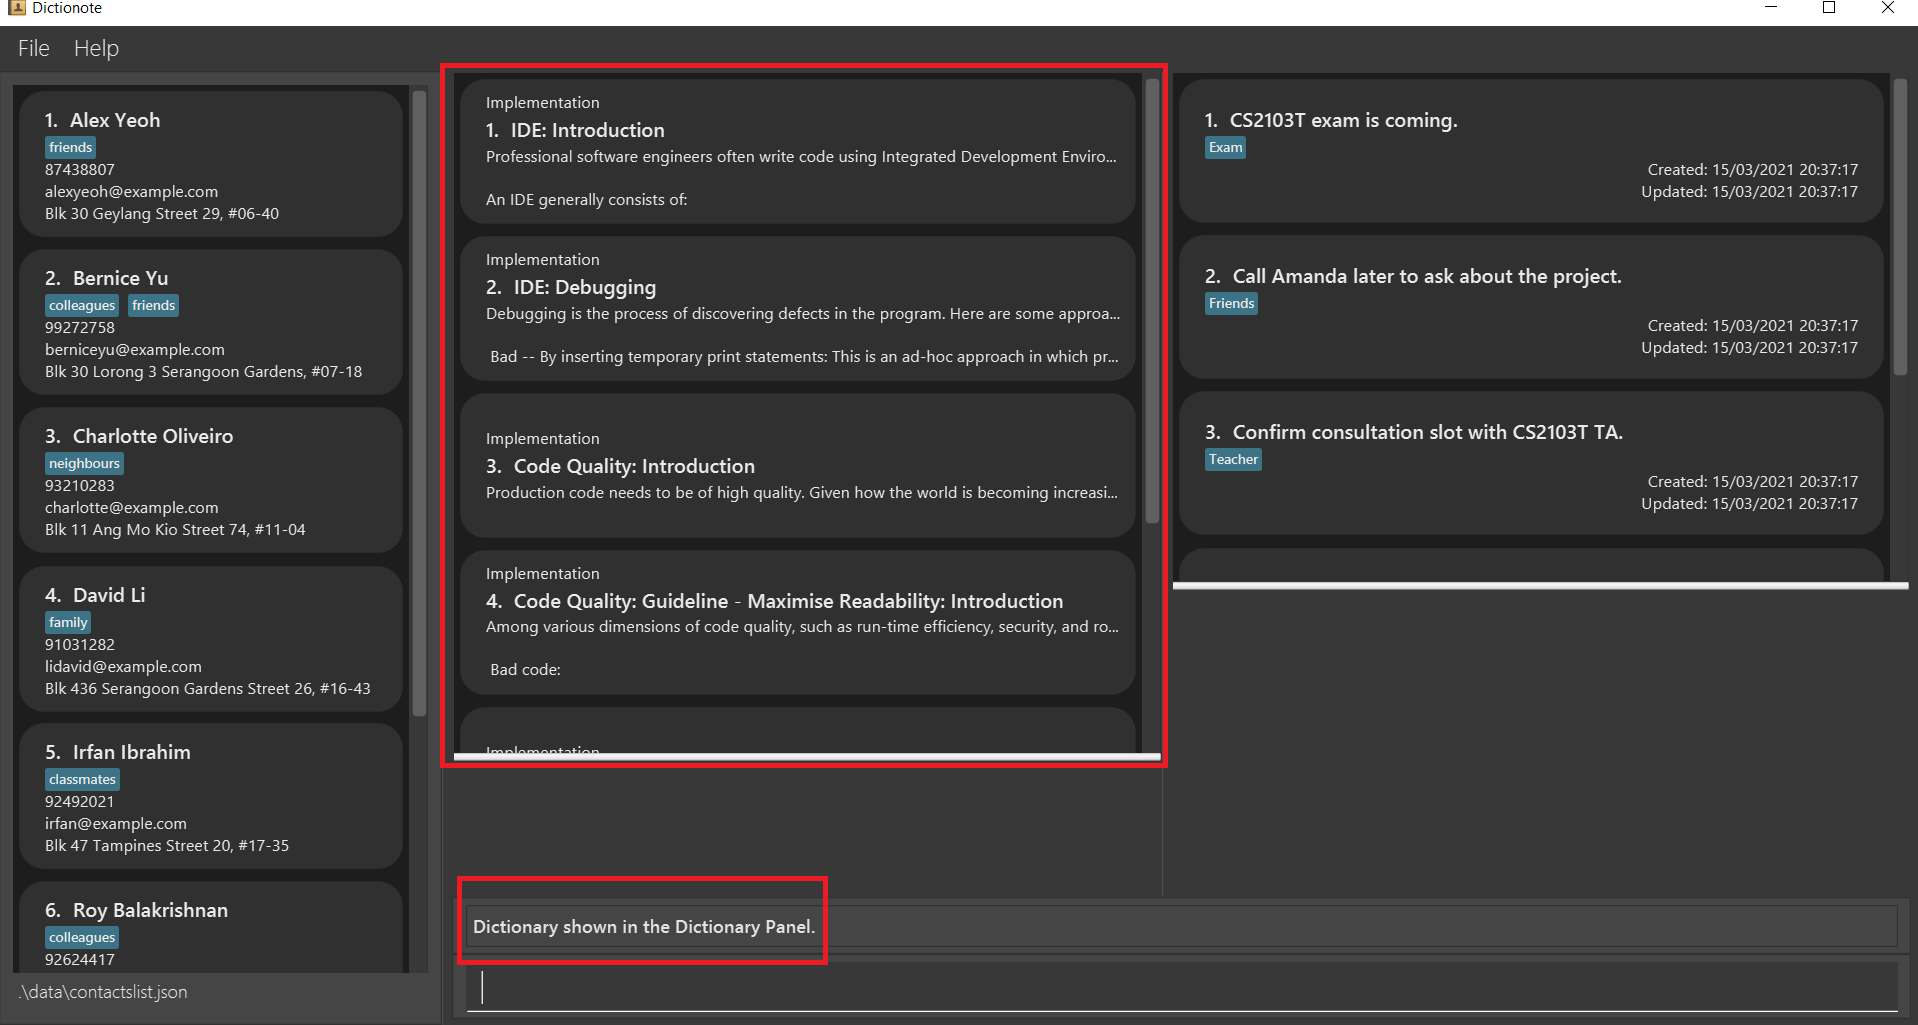 Dictionote
File Help
1. Alex Yeoh
friends
87438807
alexyeoh@example.com
Blk 30 Geylang Street 29, #06-40
2. Bernice Yu
colleagues friends
99272758
berniceyu@example.com
Blk 30 Lorong 3 Serangoon Gardens, #07-18
3. Charlotte Oliveiro
neighbours
93210283
charlotte@example.com
Blk 11 Ang Mo Kio Street 74, #11-04
4. David Li
family
91031282
lidavid@example.com
Blk 436 Serangoon Gardens Street 26, #16-43
5. Irfan Ibrahim
classmates
92492021
irfan@example.com
Blk 47 Tampines Street 20, #17-35
6. Roy Balakrishnan
colleagues
92624417
.\data\contactslist.json
Implementation
1. IDE: Introduction
Professional software engineers often write code using Integrated Development Enviro...
An IDE generally consists of:
Implementation
2. IDE: Debugging
Debugging is the process of discovering defects in the program. Here are some approa...
Bad -- By inserting temporary print statements: This is an ad-hoc approach in which pr...
Implementation
3. Code Quality: Introduction
Production code needs to be of high quality. Given how the world is becoming increasi...
Implementation
4. Code Quality: Guideline - Maximise Readability: Introduction
Among various dimensions of code quality, such as run-time efficiency, security, and ro...
Bad code:
Implementation
1. CS2103T exam is coming.
Exam
Created: 15/03/2021 20:37:17
Updated: 15/03/2021 20:37:17
2. Call Amanda later to ask about the project.
Friends
Created: 15/03/2021 20:37:17
Updated: 15/03/2021 20:37:17
3. Confirm consultation slot with CS2103T TA.
Teacher
Created: 15/03/2021 20:37:17
Updated: 15/03/2021 20:37:17
Dictionary shown in the Dictionary Panel.